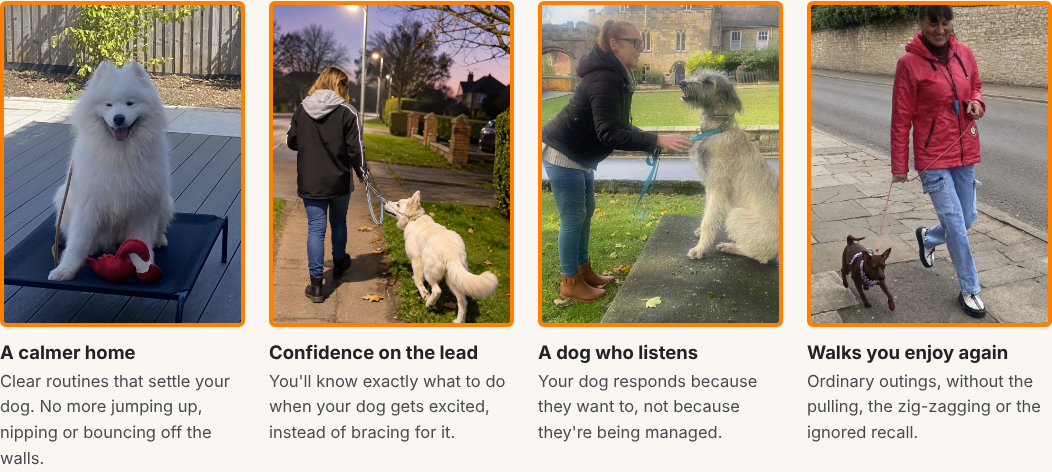 A calmer home
Clear routines that settle your
dog. No more jumping up,
nipping or bouncing off the
walls.
Confidence on the lead
You'll know exactly what to do
when your dog gets excited,
instead of bracing for it.
A dog who listens
Your dog responds because
they want to, not because
they're being managed.
Walks you enjoy again
Ordinary outings, without the
pulling, the zig-zagging or the
ignored recall.